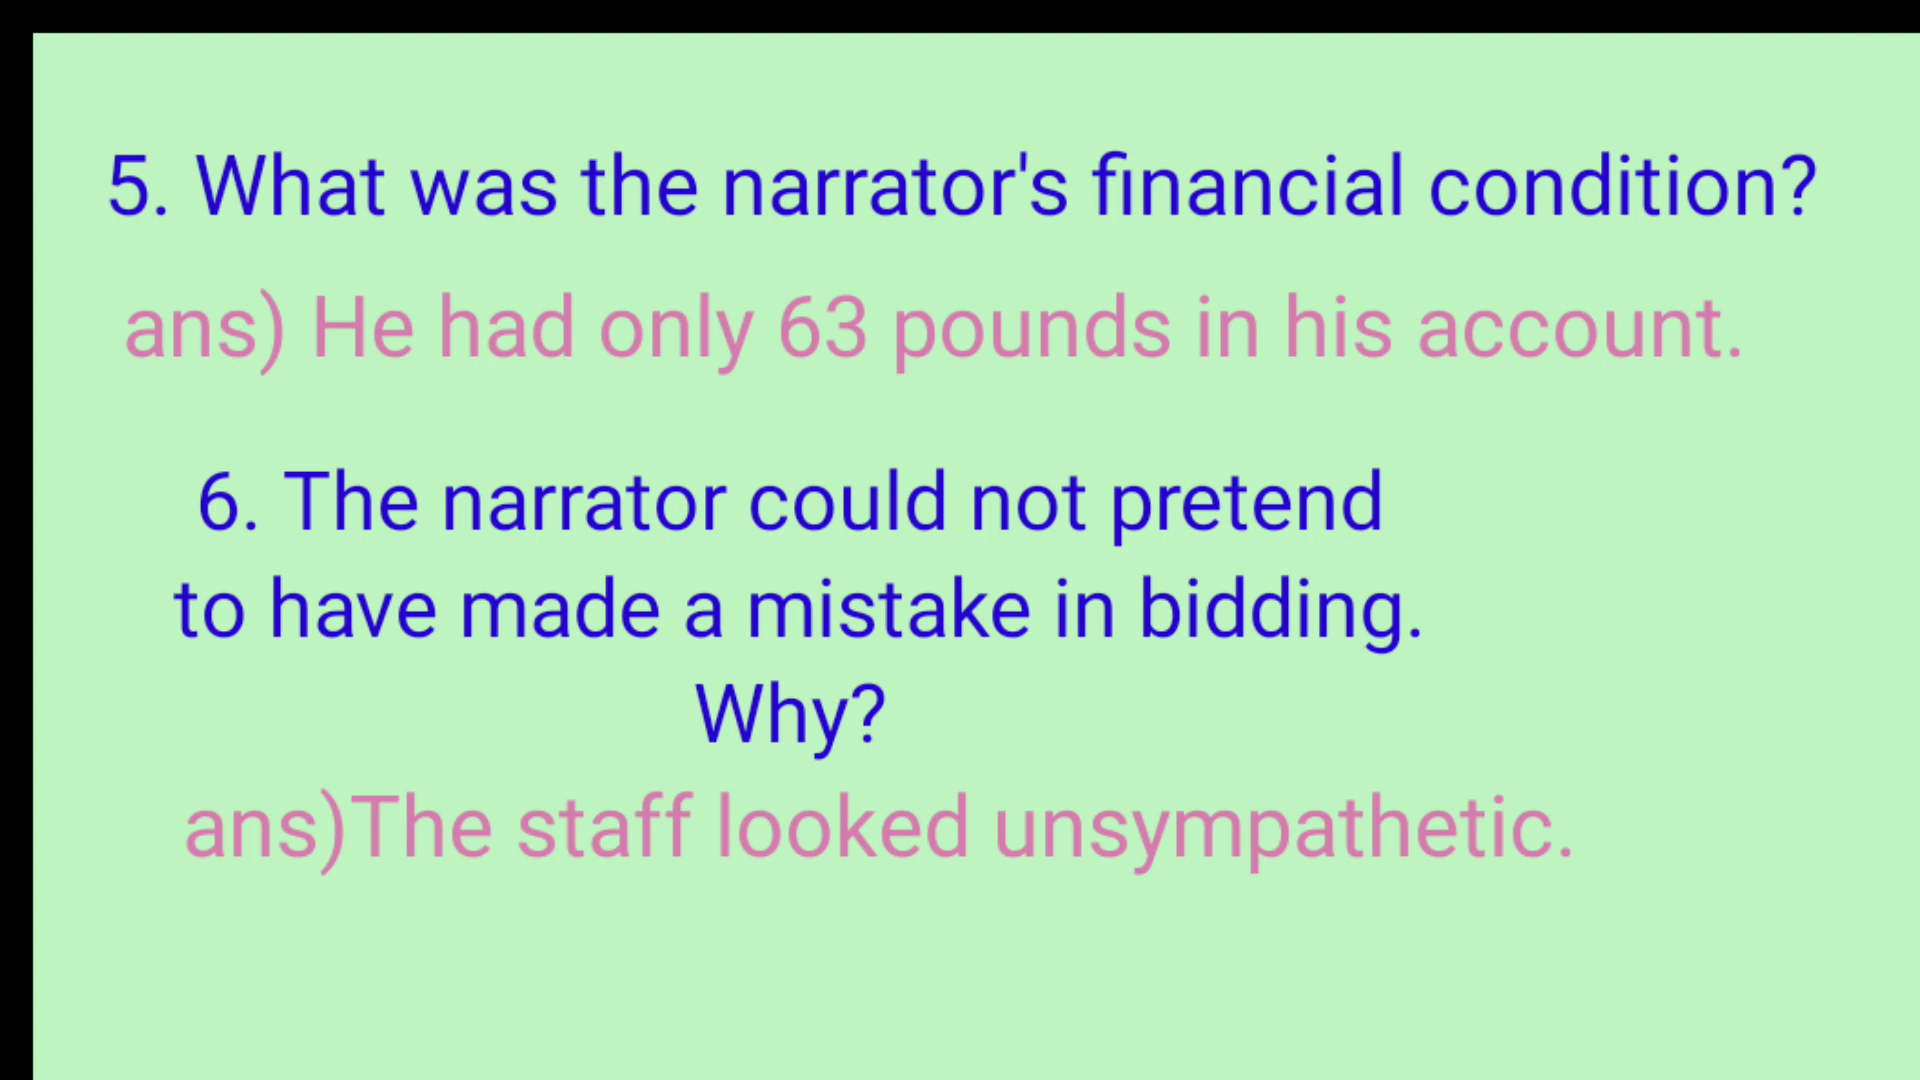 5. What was the narrator's financial condition?
ans) He had only 63 pounds in his account.
6. The narrator could not pretend
to have made a mistake in bidding.
Why?
ans)The staff looked unsympathetic.